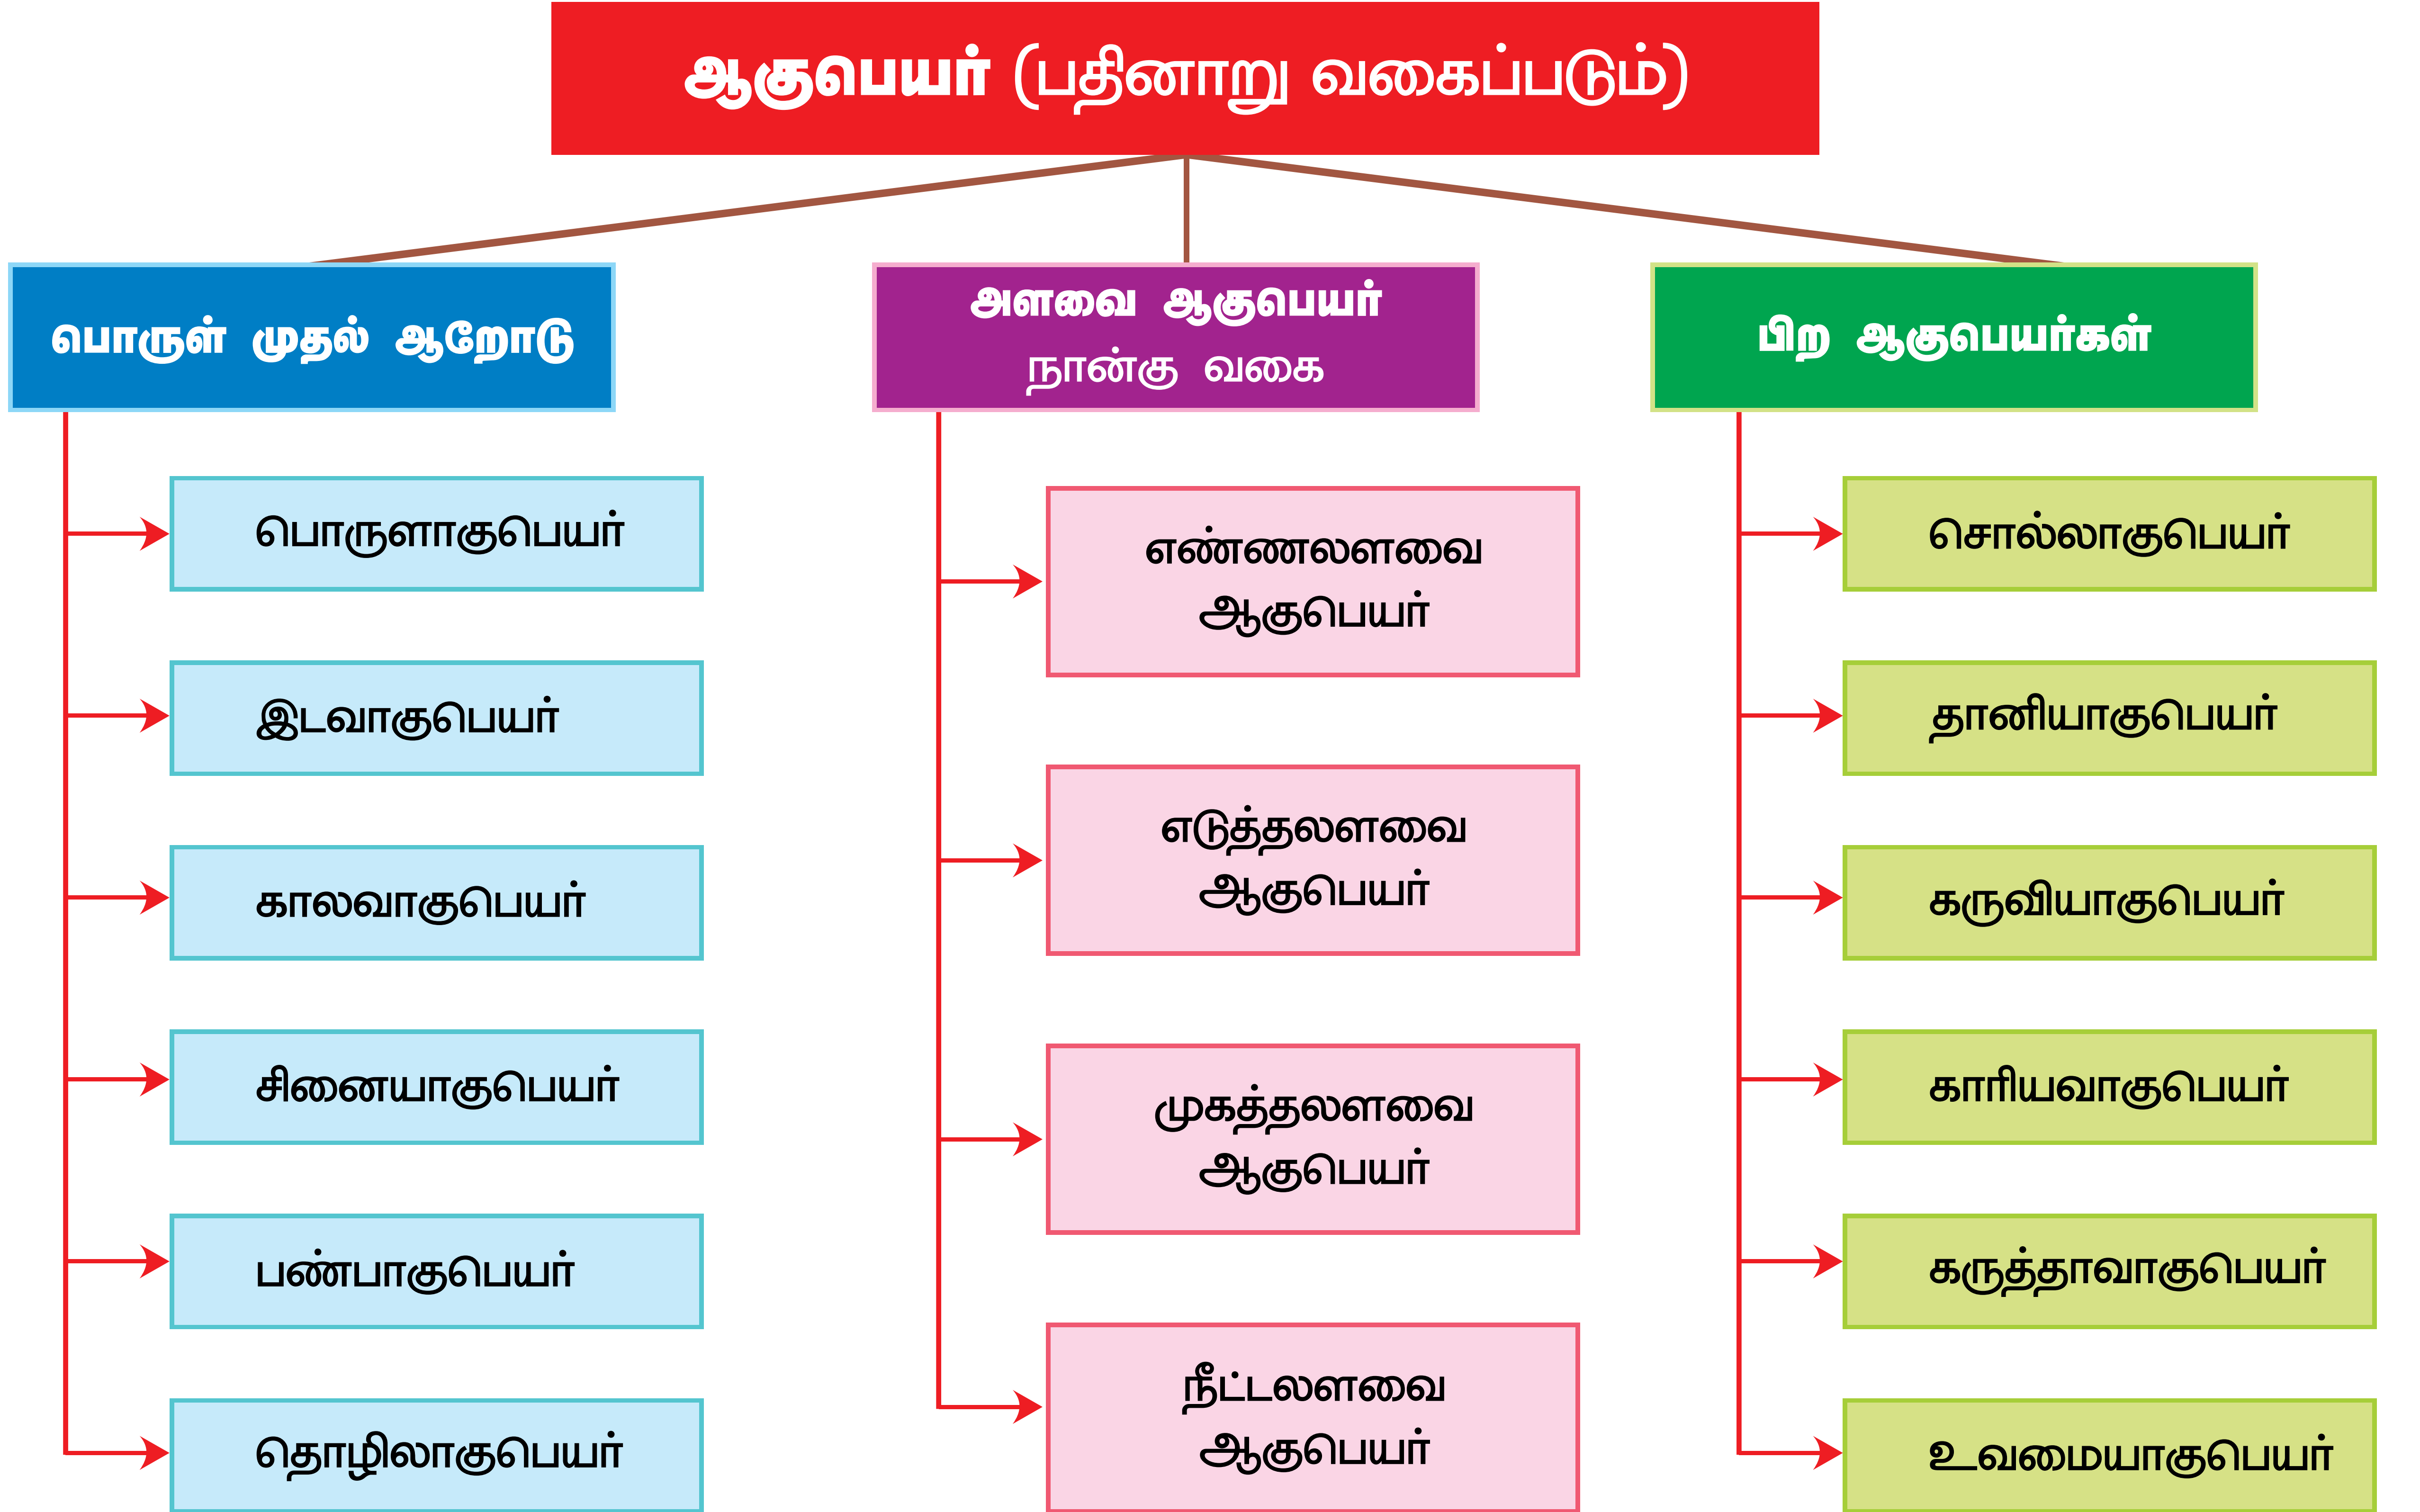 ஆகுபெயர் (பதினாறு வகைப்படும்)
பொருள் முதல் ஆறோடு
பொருளாகுபெயர்
இடவாகுபெயர்
காலவாகுபெயர்
சினையாகுபெயர்
பண்பாகுபெயர்
தொழிலாகுபெயர்
அளவை ஆகுபெயர்
நான்கு வகை
எண்ணலளவை
ஆகுபெயர்
எடுத்தலளவை
ஆகுபெயர்
முகத்தலளவை
ஆகுபெயர்
நீட்டலளவை
ஆகுபெயர்
பிற ஆகுபெயர்கள்
சொல்லாகுபெயர்
தானியாகுபெயர்
கருவியாகுபெயர்
காரியவாகுபெயர்
கருத்தாவாகுபெயர்
உவமையாகுபெயர்